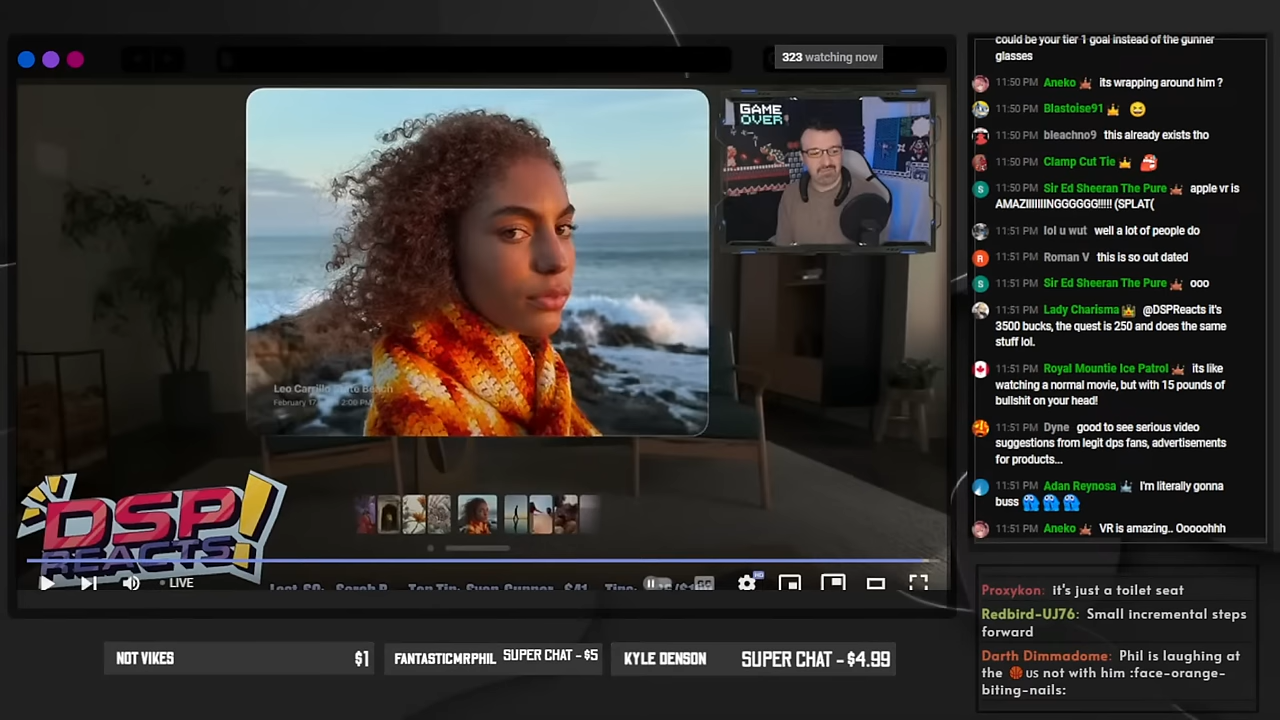 323 watching now
GAME
OVER
Leo Carrillo State Beach
DSP
REACTS!
LIVE
HD
NOT VIKES $1
FANTASTICMRPHIL SUPER CHAT - $5
KYLE DENSON SUPER CHAT - $4.99
could be your tier 1 goal instead of the gunner
glasses
11:50 PM Aneko its wrapping around him ?
11:50 PM Blastoise91 😆
11:50 PM bleachno9 this already exists tho
11:50 PM Clamp Cut Tie
11:50 PM Sir Ed Sheeran The Pure apple vr is
AMAZIIIIIIINGGGGGG!!!!! (SPLAT(
11:51 PM lol u wut well a lot of people do
11:51 PM Roman V this is so out dated
11:51 PM Sir Ed Sheeran The Pure ooo
11:51 PM Lady Charisma @DSPReacts it's
3500 bucks, the quest is 250 and does the same
stuff lol.
11:51 PM Royal Mountie Ice Patrol its like
watching a normal movie, but with 15 pounds of
bullshit on your head!
11:51 PM Dyne good to see serious video
suggestions from legit dps fans, advertisements
for products...
11:51 PM Adan Reynosa I'm literally gonna
buss
11:51 PM Aneko VR is amazing.. Ooooohhh
Proxykon: it's just a toilet seat
Redbird-UJ76: Small incremental steps
forward
Darth Dimmadome: Phil is laughing at
the 🏀 us not with him :face-orange-
biting-nails: